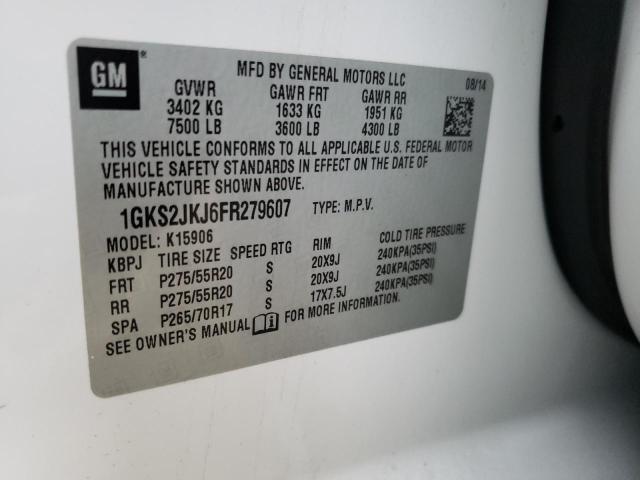 GM
MFD BY GENERAL MOTORS LLC
08/14
GVWR GAWR FRT GAWR RR
3402 KG 1633 KG 1951 KG
7500 LB 3600 LB 4300 LB
THIS VEHICLE CONFORMS TO ALL APPLICABLE U.S. FEDERAL MOTOR
VEHICLE SAFETY STANDARDS IN EFFECT ON THE DATE OF
MANUFACTURE SHOWN ABOVE.
1GKS2JKJ6FR279607 TYPE: M.P.V.
MODEL: K15906
KBPJ TIRE SIZE SPEED RTG RIM COLD TIRE PRESSURE
FRT P275/55R20 S 20X9J 240KPA(35PSI)
RR P275/55R20 S 20X9J 240KPA(35PSI)
SPA P265/70R17 S 17X7.5J 240KPA(35PSI)
SEE OWNER'S MANUAL FOR MORE INFORMATION.